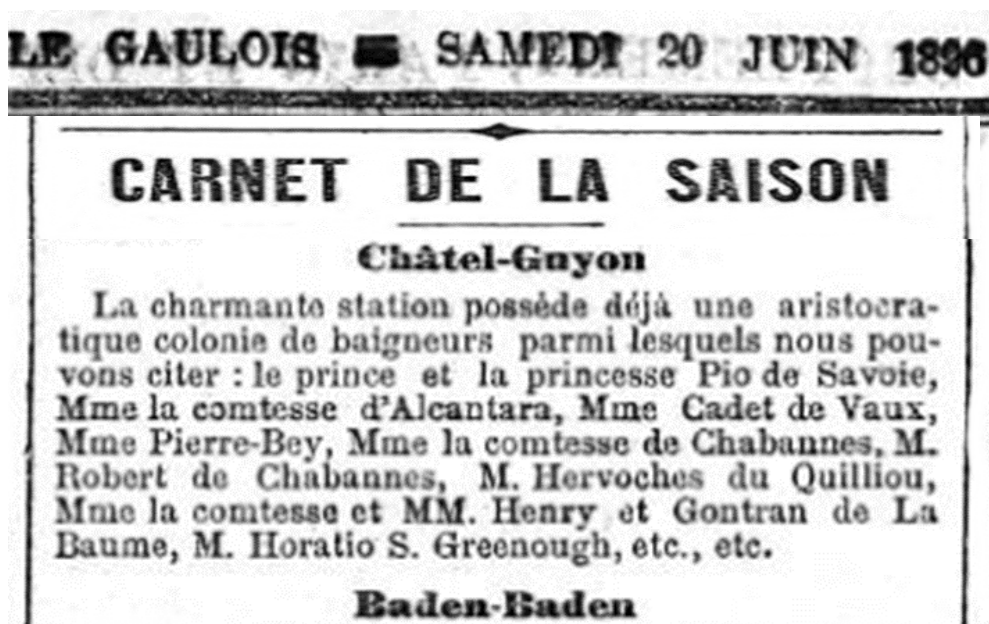 LE GAULOIS — SAMEDI 20 JUIN 1896
CARNET DE LA SAISON
Châtel-Guyon
La charmante station possède déjà une aristocra-
tique colonie de baigneurs parmi lesquels nous pou-
vons citer : le prince et la princesse Pio de Savoie,
Mme la comtesse d'Alcantara, Mme Cadet de Vaux,
Mme Pierre-Bey, Mme la comtesse de Chabannes, M.
Robert de Chabannes, M. Hervoches du Quilliou,
Mme la comtesse et MM. Henry et Gontran de La
Baume, M. Horatio S. Greenough, etc., etc.
Baden-Baden